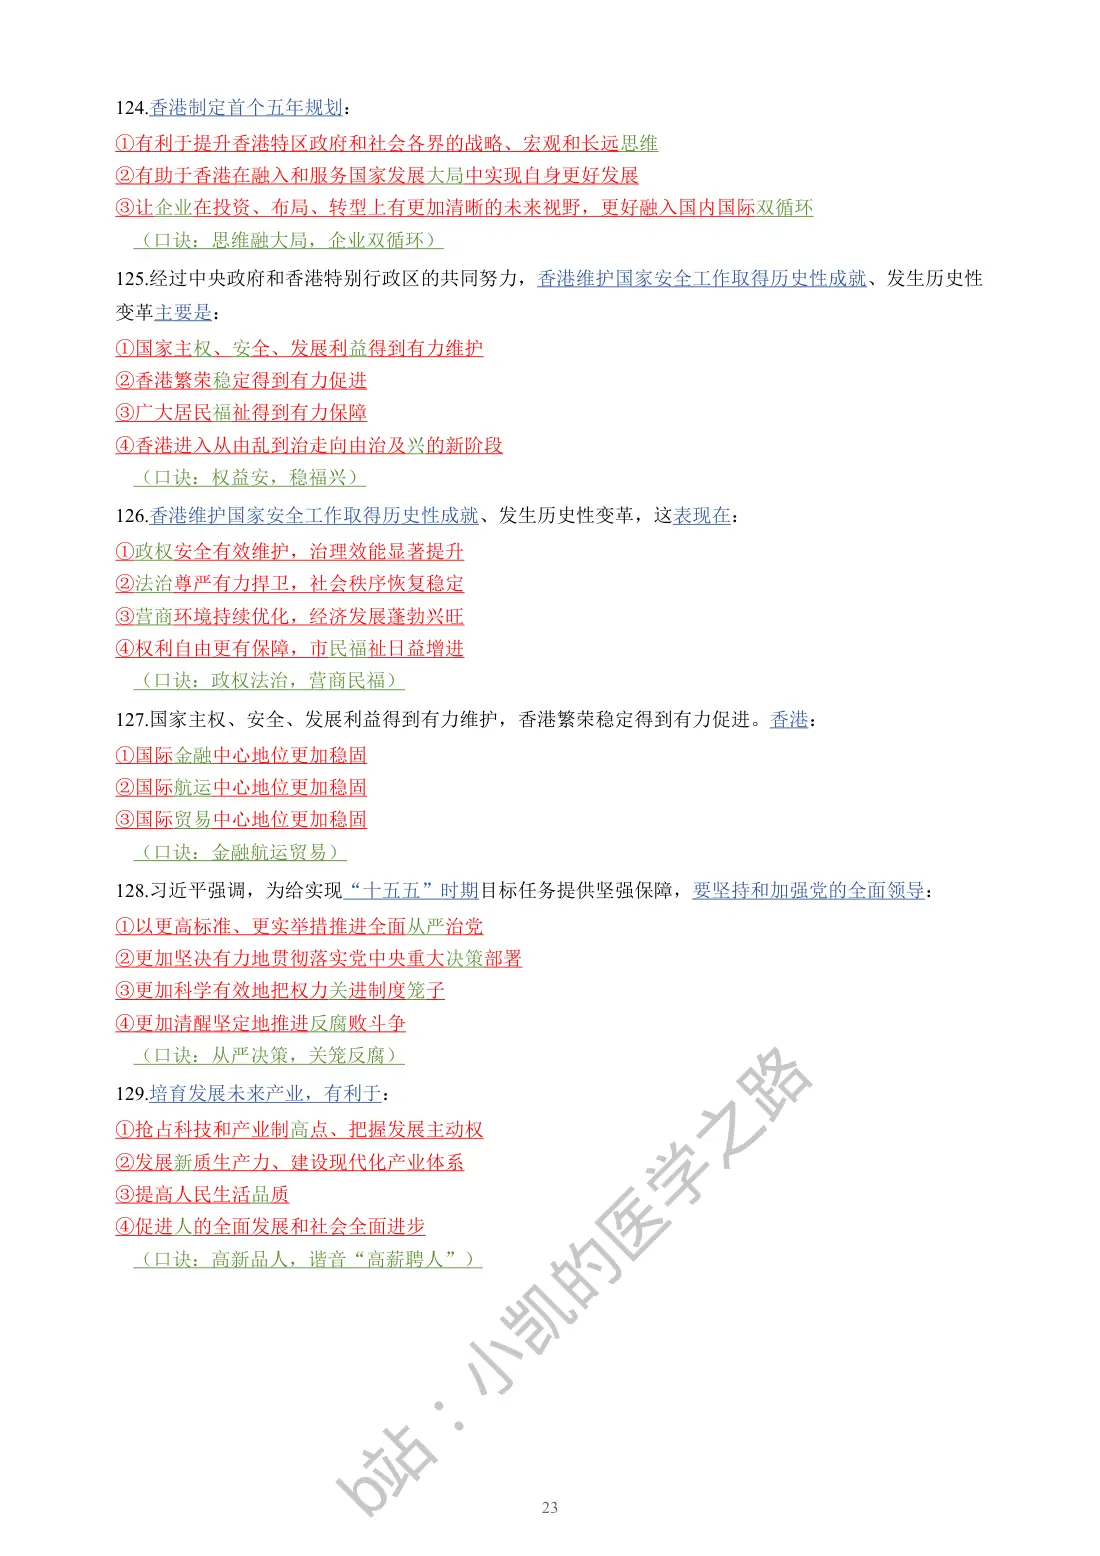 124.香港制定首个五年规划：
①有利于提升香港特区政府和社会各界的战略、宏观和长远思维
②有助于香港在融入和服务国家发展大局中实现自身更好发展
③让企业在投资、布局、转型上有更加清晰的未来视野，更好融入国内国际双循环
（口诀：思维融大局，企业双循环）
125.经过中央政府和香港特别行政区的共同努力，香港维护国家安全工作取得历史性成就、发生历史性
变革主要是：
①国家主权、安全、发展利益得到有力维护
②香港繁荣稳定得到有力促进
③广大居民福祉得到有力保障
④香港进入从由乱到治走向由治及兴的新阶段
（口诀：权益安，稳福兴）
126.香港维护国家安全工作取得历史性成就、发生历史性变革，这表现在：
①政权安全有效维护，治理效能显著提升
②法治尊严有力捍卫，社会秩序恢复稳定
③营商环境持续优化，经济发展蓬勃兴旺
④权利自由更有保障，市民福祉日益增进
（口诀：政权法治，营商民福）
127.国家主权、安全、发展利益得到有力维护，香港繁荣稳定得到有力促进。香港：
①国际金融中心地位更加稳固
②国际航运中心地位更加稳固
③国际贸易中心地位更加稳固
（口诀：金融航运贸易）
128.习近平强调，为给实现“十五五”时期目标任务提供坚强保障，要坚持和加强党的全面领导：
①以更高标准、更实举措推进全面从严治党
②更加坚决有力地贯彻落实党中央重大决策部署
③更加科学有效地把权力关进制度笼子
④更加清醒坚定地推进反腐败斗争
（口诀：从严决策，关笼反腐）
129.培育发展未来产业，有利于：
①抢占科技和产业制高点、把握发展主动权
②发展新质生产力、建设现代化产业体系
③提高人民生活品质
④促进人的全面发展和社会全面进步
（口诀：高新品人，谐音“高薪聘人”）
b站：小凯的医学之路
23